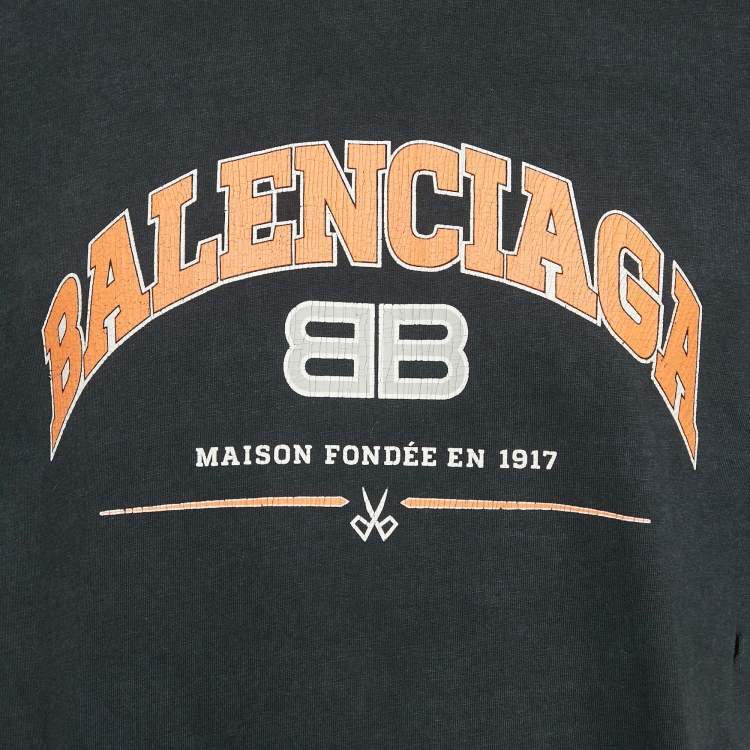 BALENCIAGA
BB
MAISON FONDÉE EN 1917